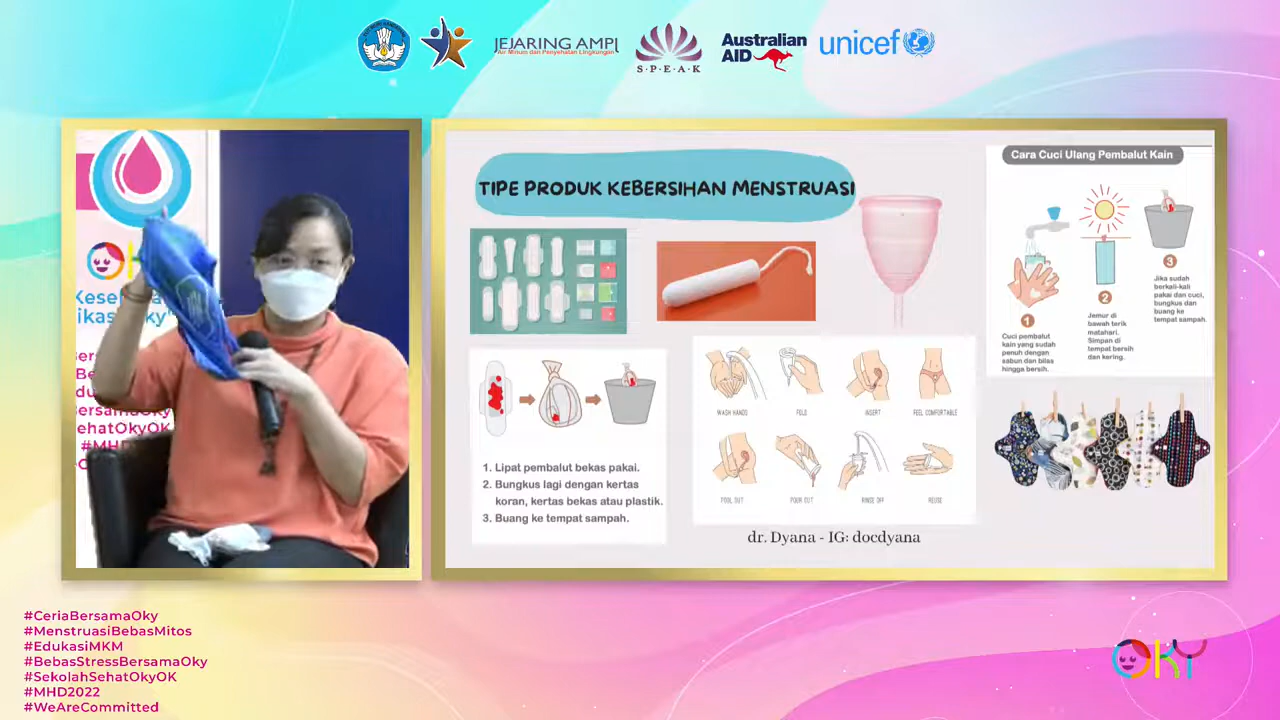 JEJARING AMPL
Air Minum dan Penyehatan Lingkungan
S·P·E·A·K
Australian
AID
unicef
TIPE PRODUK KEBERSIHAN MENSTRUASI
1. Lipat pembalut bekas pakai.
2. Bungkus lagi dengan kertas
koran, kertas bekas atau plastik.
3. Buang ke tempat sampah.
WASH HANDS
FOLD
INSERT
FEEL COMFORTABLE
POUR OUT
RINSE OFF
REUSE
dr. Dyana - IG: docdyana
Cara Cuci Ulang Pembalut Kain
1
Cuci pembalut
kain yang sudah
penuh dengan
sabun dan bilas
hingga bersih.
2
Jemur di
bawah terik
matahari.
Simpan di
tempat bersih
dan kering.
3
Jika sudah
berkali-kali
pakai dan cuci,
bungkus dan
buang ke
tempat sampah.
#CeriaBersamaOky
#MenstruasiBebasMitos
#EdukasiMKM
#BebasStressBersamaOky
#SekolahSehatOkyOK
#MHD2022
#WeAreCommitted
OKY